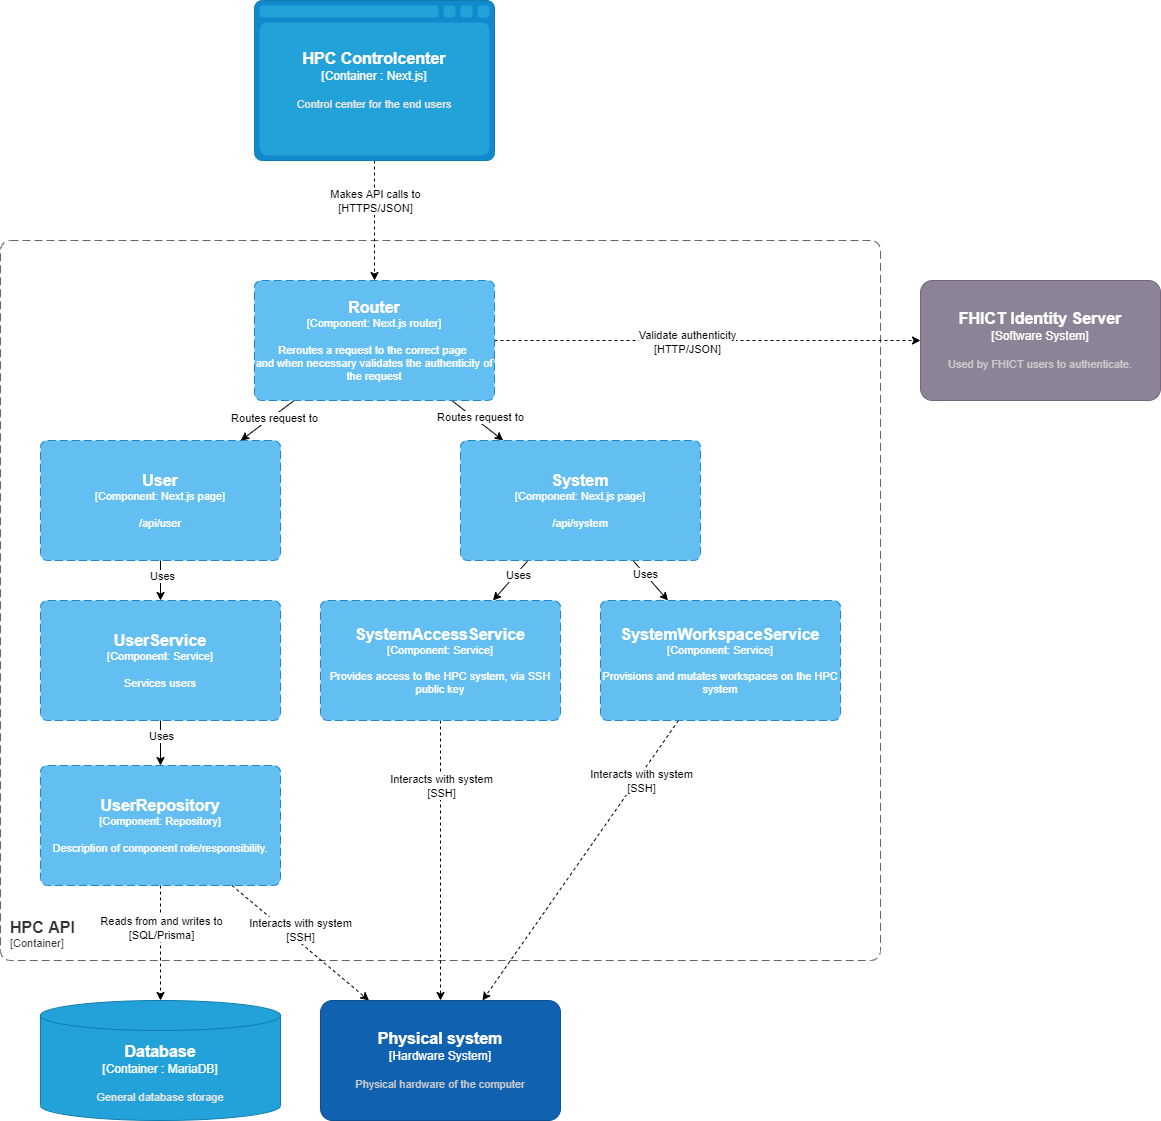 HPC Controlcenter
[Container : Next.js]
Control center for the end users
Makes API calls to
[HTTPS/JSON]
Router
[Component: Next.js router]
Reroutes a request to the correct page
and when necessary validates the authenticity of
the request
Validate authenticity
[HTTP/JSON]
FHICT Identity Server
[Software System]
Used by FHICT users to authenticate.
Routes request to
Routes request to
User
[Component: Next.js page]
/api/user
System
[Component: Next.js page]
/api/system
Uses
Uses
Uses
UserService
[Component: Service]
Services users
SystemAccessService
[Component: Service]
Provides access to the HPC system, via SSH
public key
SystemWorkspaceService
[Component: Service]
Provisions and mutates workspaces on the HPC
system
Uses
Interacts with system
[SSH]
Interacts with system
[SSH]
UserRepository
[Component: Repository]
Description of component role/responsibility.
HPC API
[Container]
Reads from and writes to
[SQL/Prisma]
Interacts with system
[SSH]
Database
[Container : MariaDB]
General database storage
Physical system
[Hardware System]
Physical hardware of the computer